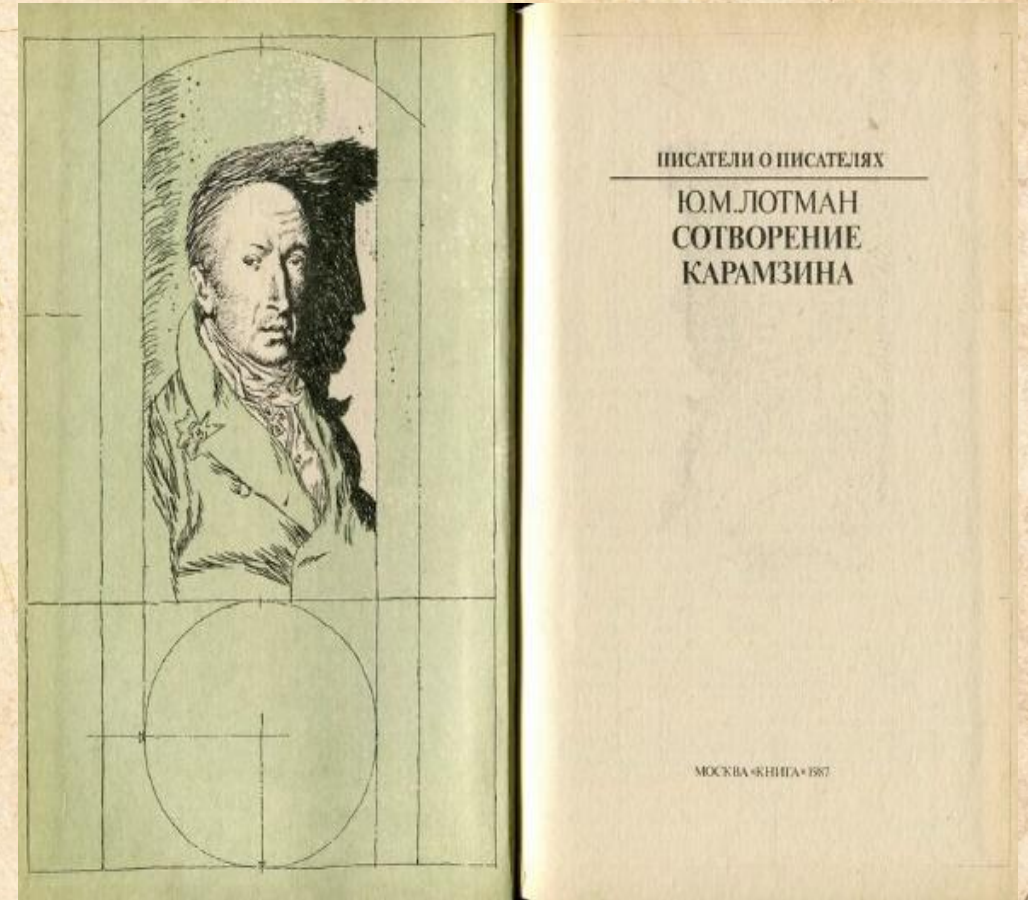 ПИСАТЕЛИ О ПИСАТЕЛЯХ
Ю.М.ЛОТМАН
СОТВОРЕНИЕ
КАРАМЗИНА
МОСКВА «КНИГА» 1987